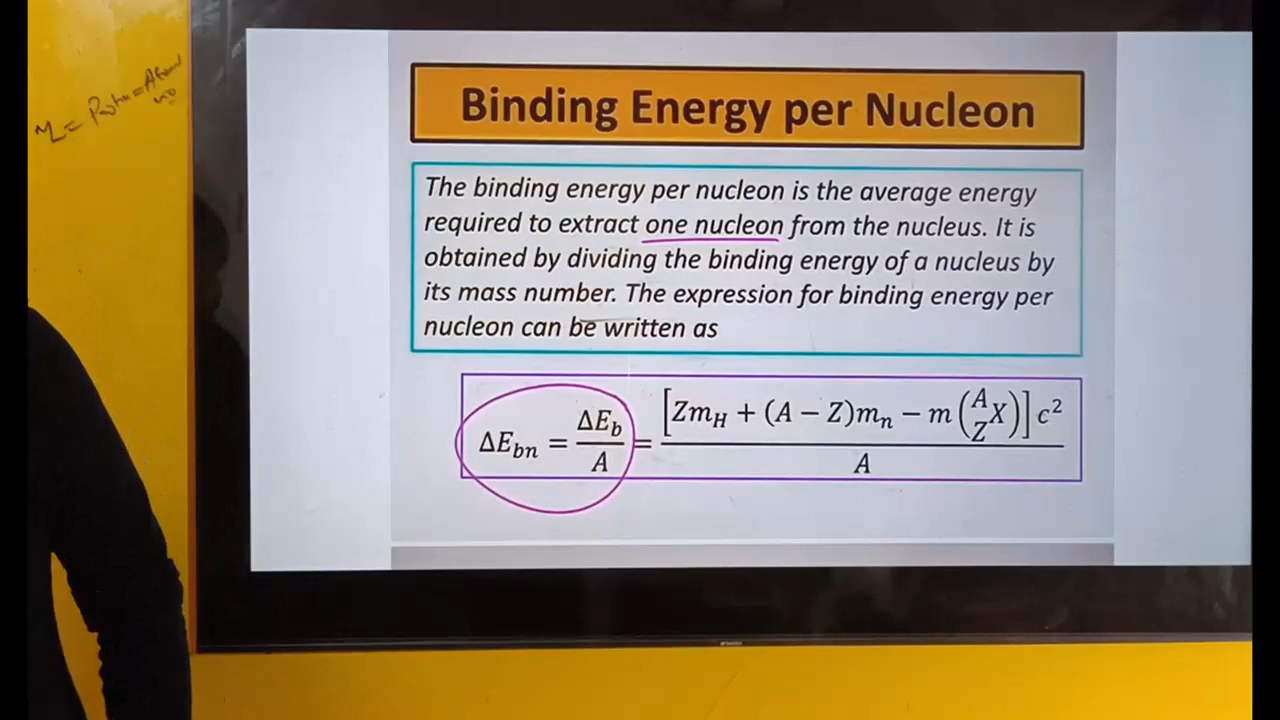 Binding Energy per Nucleon
The binding energy per nucleon is the average energy
required to extract one nucleon from the nucleus. It is
obtained by dividing the binding energy of a nucleus by
its mass number. The expression for binding energy per
nucleon can be written as
ΔE_bn = ΔE_b / A = [Zm_H + (A − Z)m_n − m(^A_Z X)] c² / A